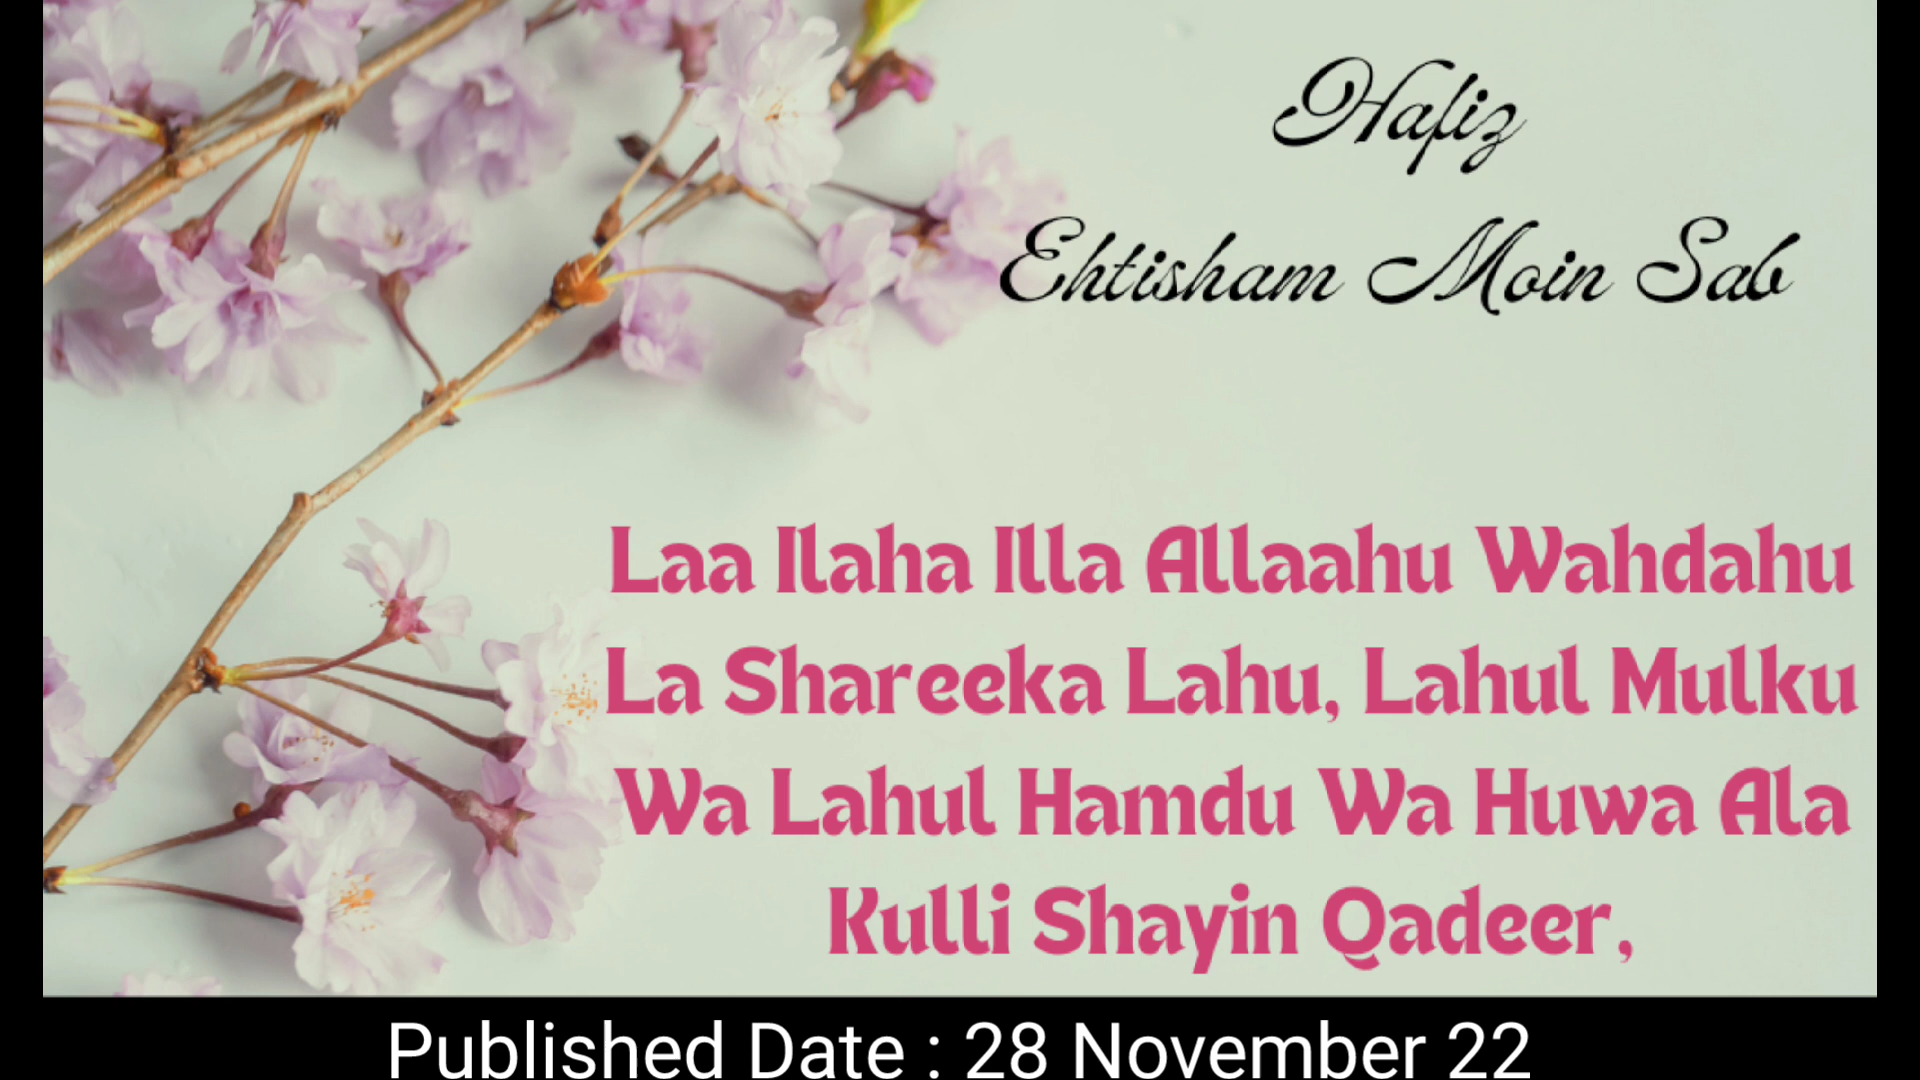 Hafiz
Ehtisham Moin Sab
Laa Ilaha Illa Allaahu Wahdahu
La Shareeka Lahu, Lahul Mulku
Wa Lahul Hamdu Wa Huwa Ala
Kulli Shayin Qadeer,
Published Date : 28 November 22